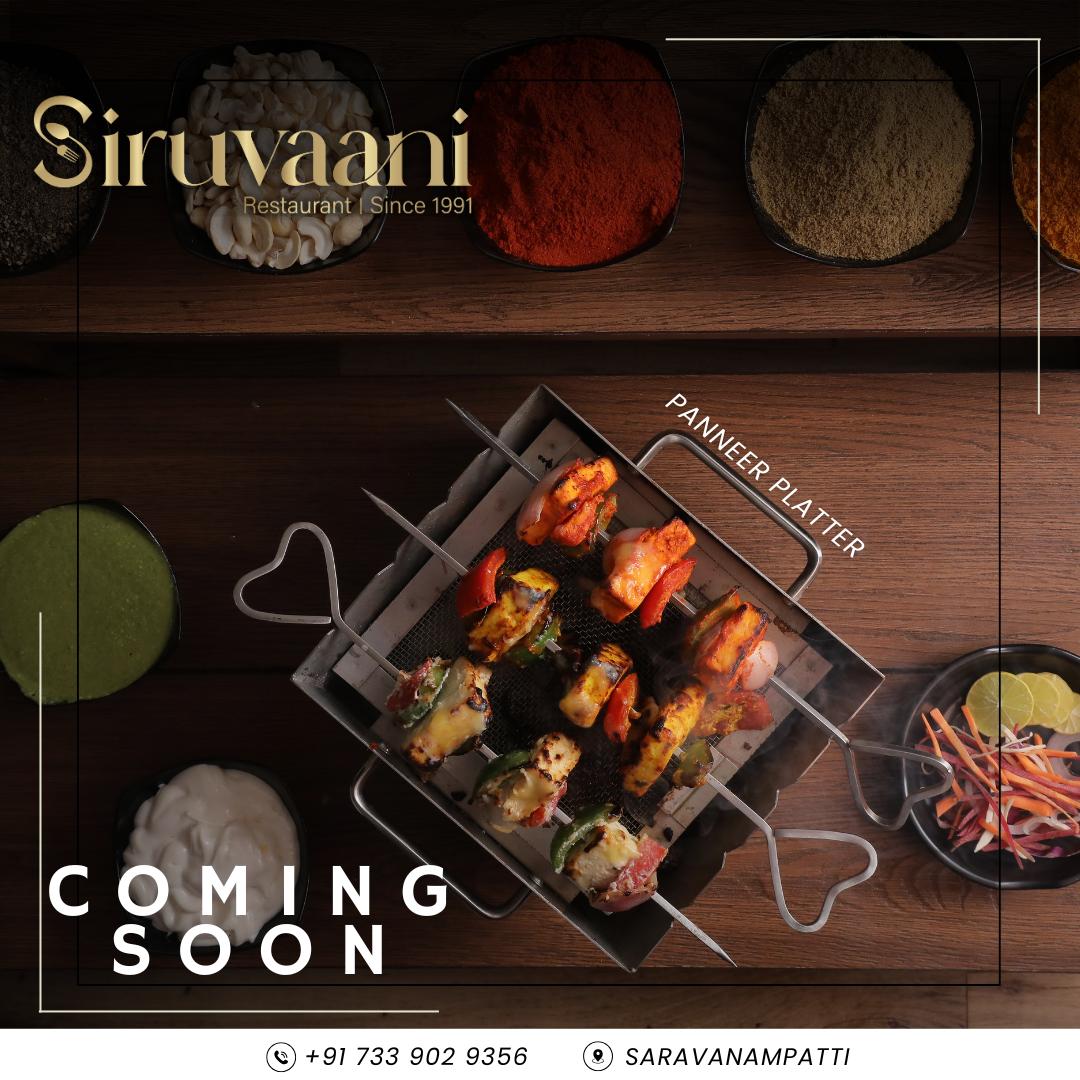 Siruvaani
Restaurant | Since 1991
PANNEER PLATTER
COMING
SOON
+91 733 902 9356
SARAVANAMPATTI